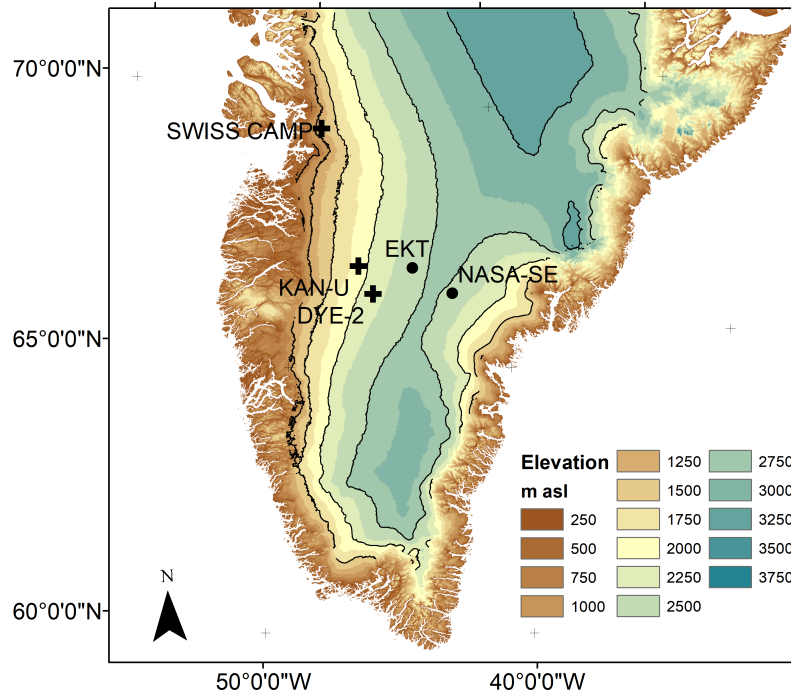 70°0'0"N
SWISS CAMP
EKT
NASA-SE
KAN-U
DYE-2
65°0'0"N
Elevation
m asl
250
500
750
1000
1250
1500
1750
2000
2250
2500
2750
3000
3250
3500
3750
N
60°0'0"N
50°0'0"W
40°0'0"W